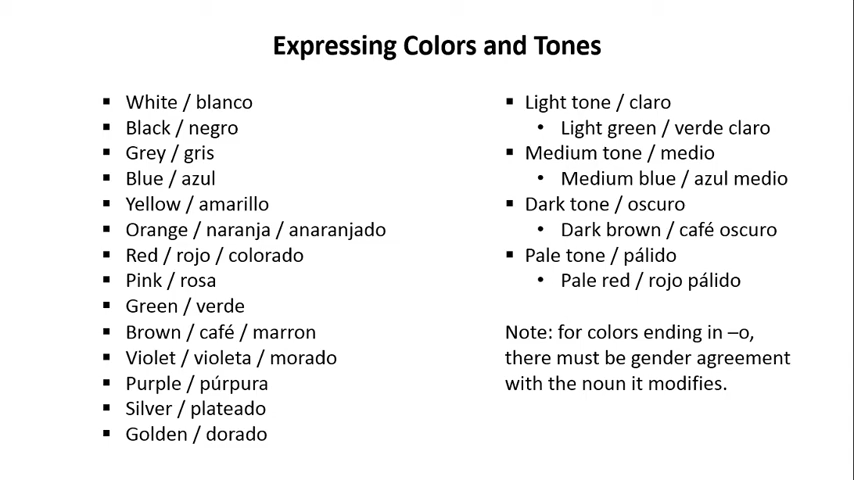 Expressing Colors and Tones
▪ White / blanco
▪ Black / negro
▪ Grey / gris
▪ Blue / azul
▪ Yellow / amarillo
▪ Orange / naranja / anaranjado
▪ Red / rojo / colorado
▪ Pink / rosa
▪ Green / verde
▪ Brown / café / marron
▪ Violet / violeta / morado
▪ Purple / púrpura
▪ Silver / plateado
▪ Golden / dorado
▪ Light tone / claro
• Light green / verde claro
▪ Medium tone / medio
• Medium blue / azul medio
▪ Dark tone / oscuro
• Dark brown / café oscuro
▪ Pale tone / pálido
• Pale red / rojo pálido
Note: for colors ending in –o,
there must be gender agreement
with the noun it modifies.